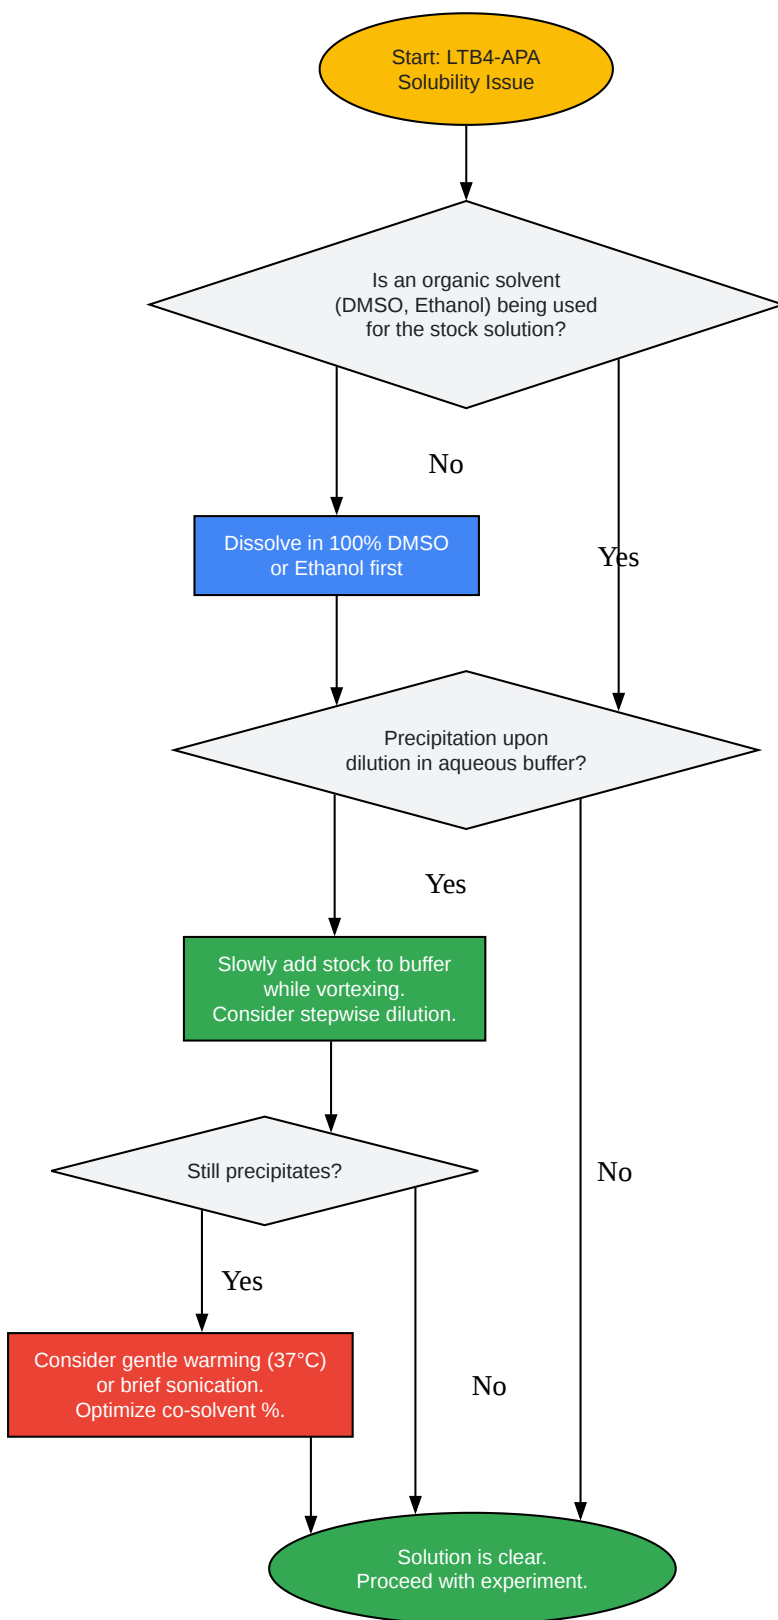 Start: LTB4-APA
Solubility Issue
Is an organic solvent
(DMSO, Ethanol) being used
for the stock solution?
No
Dissolve in 100% DMSO
or Ethanol first
Yes
Precipitation upon
dilution in aqueous buffer?
Yes
Slowly add stock to buffer
while vortexing.
Consider stepwise dilution.
Still precipitates?
No
Yes
Consider gentle warming (37°C)
or brief sonication.
Optimize co-solvent %.
No
Solution is clear.
Proceed with experiment.